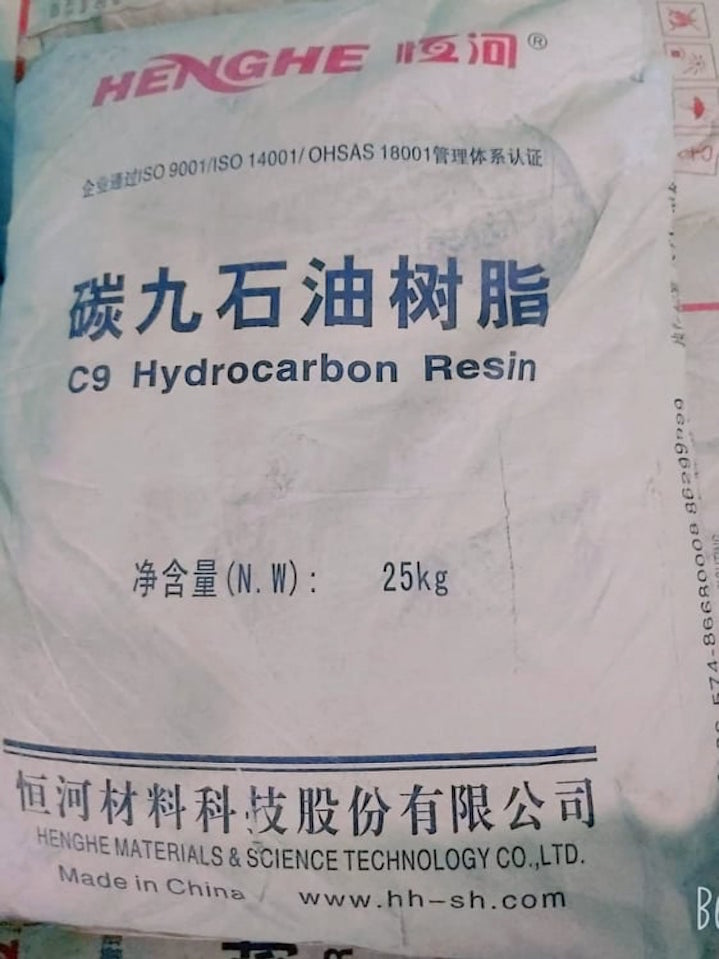 HENGHE 恒河®
企业通过ISO 9001/ISO 14001/ OHSAS 18001管理体系认证
碳九石油树脂
C9 Hydrocarbon Resin
净含量(N.W): 25kg
恒河材料科技股份有限公司
HENGHE MATERIALS & SCIENCE TECHNOLOGY CO.,LTD.
Made in China www.hh-sh.com
574-86680008